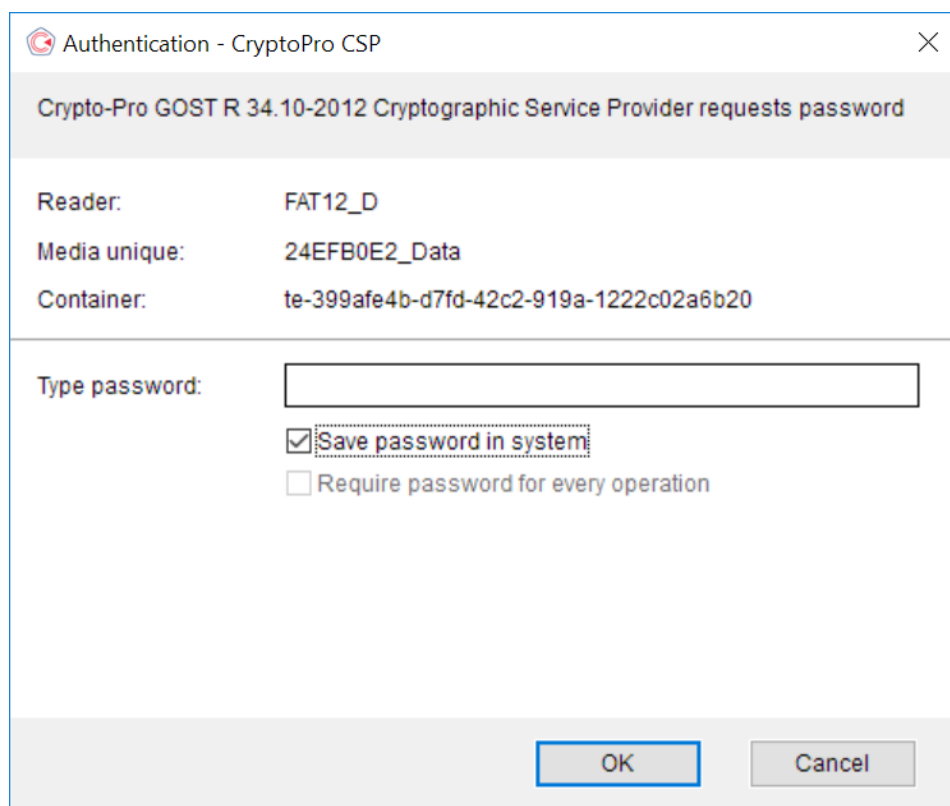 Authentication - CryptoPro CSP
Crypto-Pro GOST R 34.10-2012 Cryptographic Service Provider requests password
Reader: FAT12_D
Media unique: 24EFB0E2_Data
Container: te-399afe4b-d7fd-42c2-919a-1222c02a6b20
Type password:
Save password in system
Require password for every operation
OK Cancel